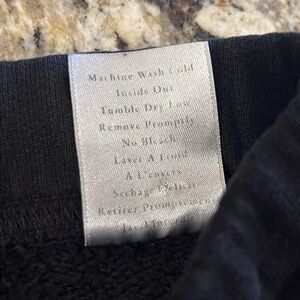 Machine Wash Cold
Inside Out
Tumble Dry Low
Remove Promptly
No Bleach
Laver A Froid
A L'envers
Sechage
Retirer Promptement